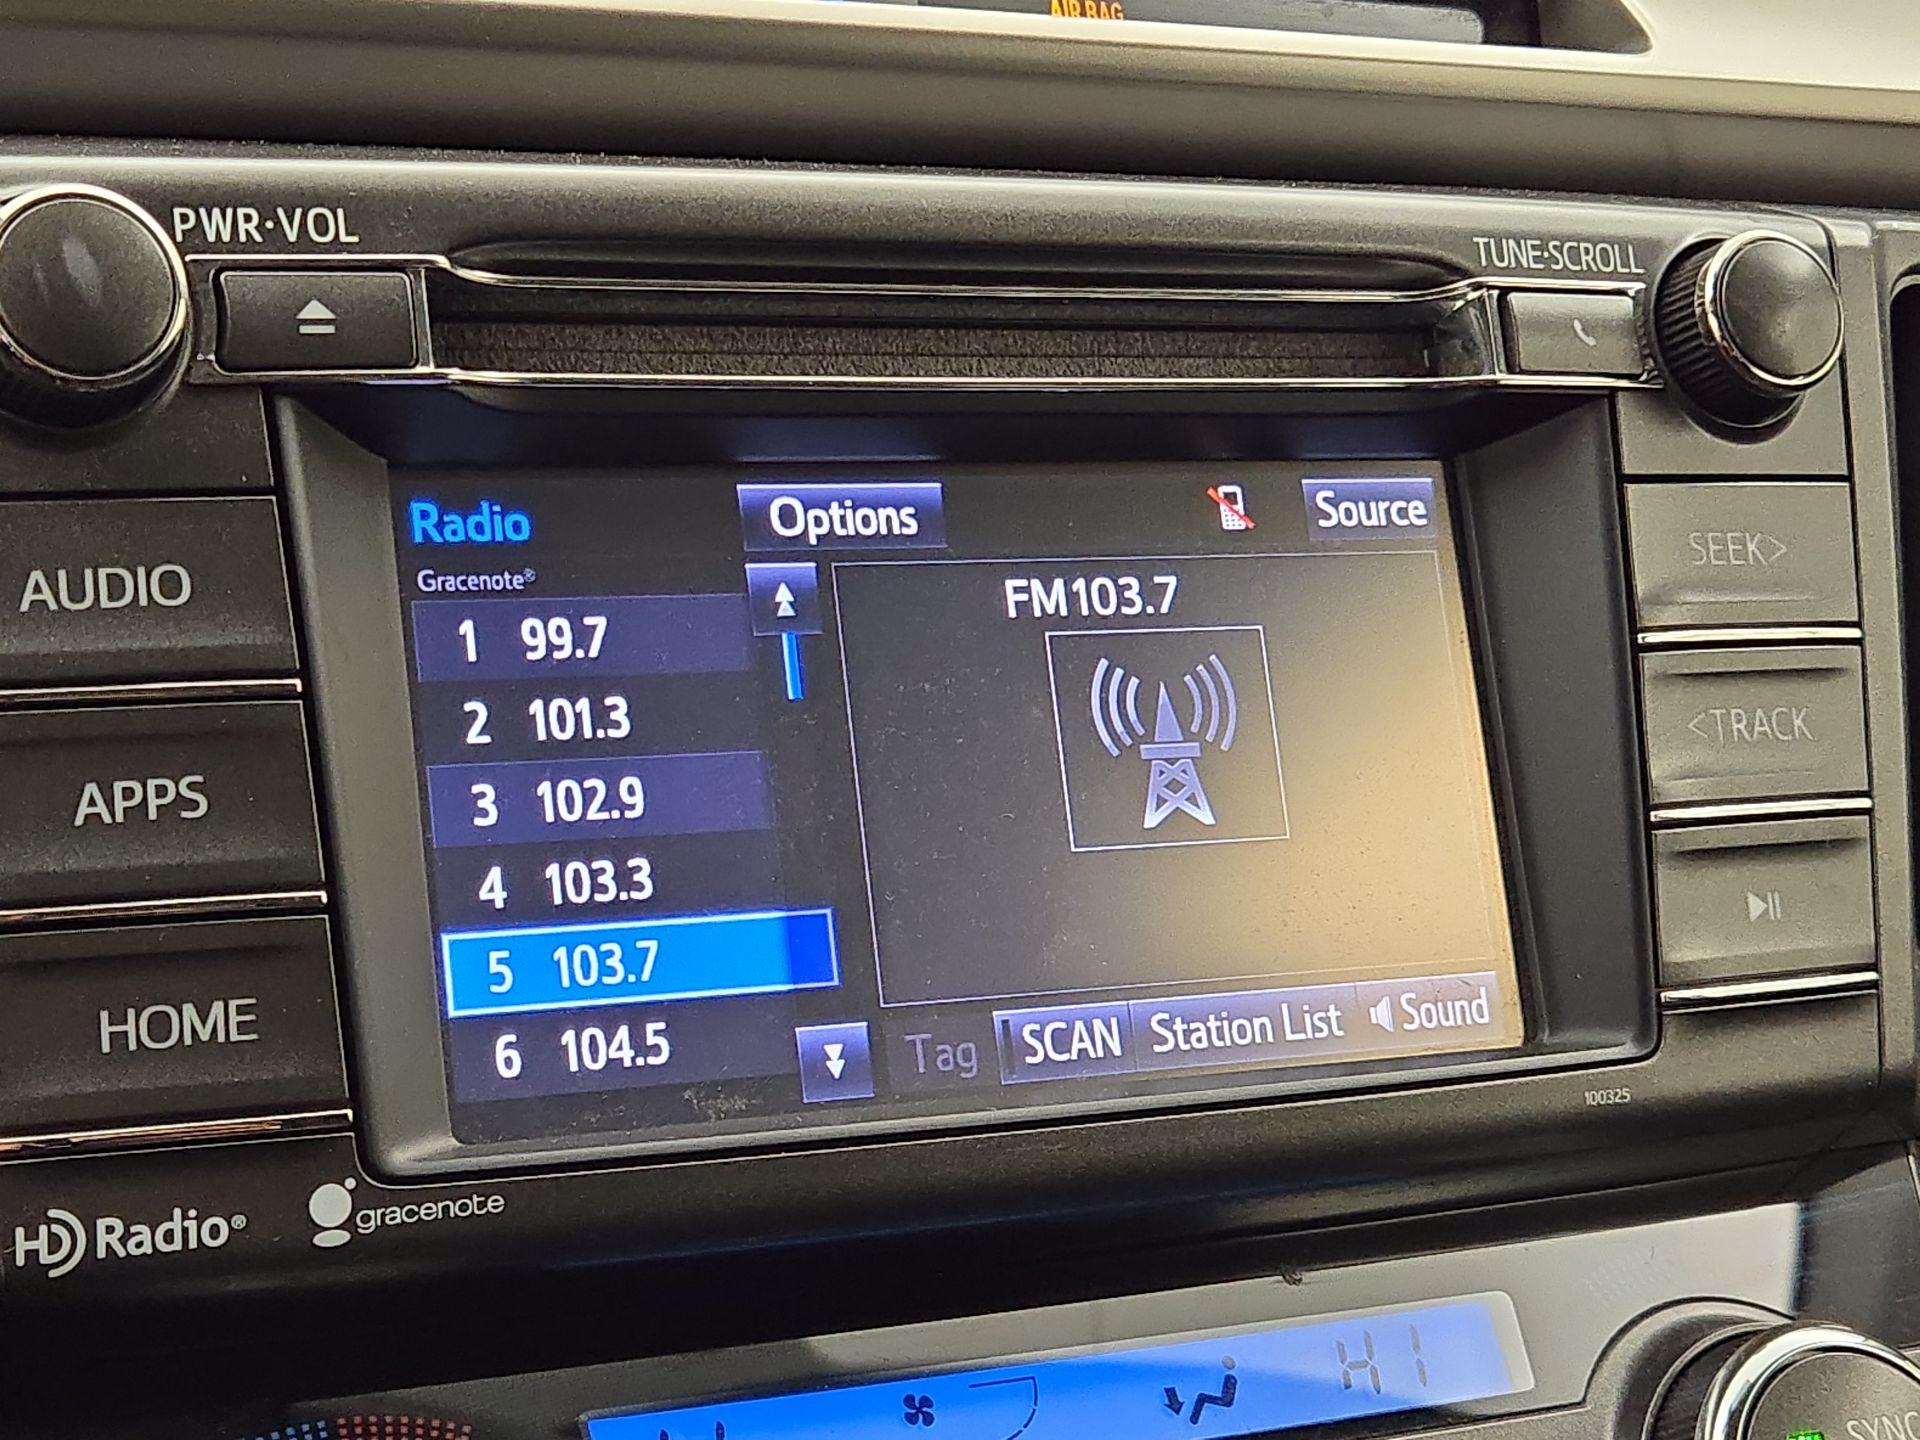 AIR BAG
PWR·VOL
TUNE·SCROLL
Radio
Options
Source
Gracenote®
FM103.7
1 99.7
2 101.3
3 102.9
4 103.3
5 103.7
6 104.5
Tag
SCAN
Station List
Sound
AUDIO
APPS
HOME
SEEK>
<TRACK
100325
HD Radio®
gracenote
HI
SYNC